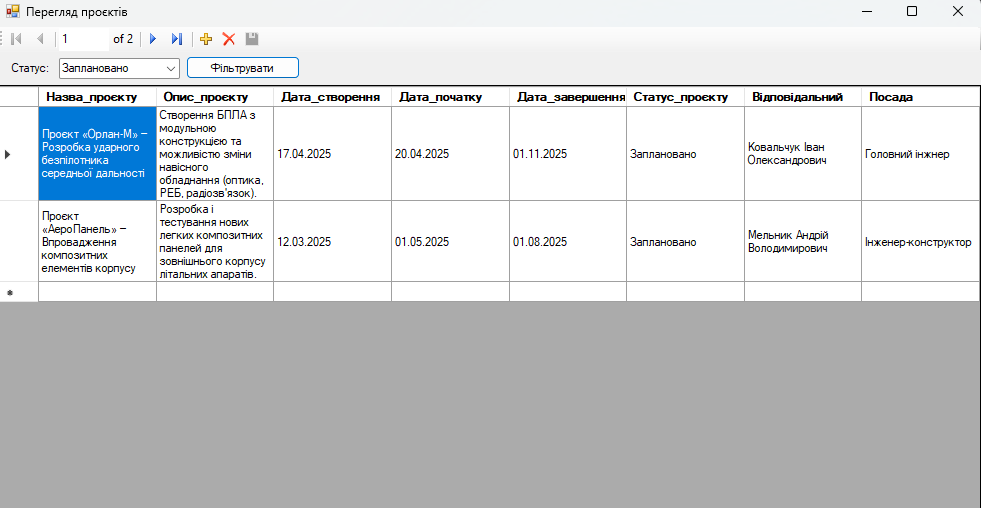 Перегляд проєктів
1 of 2
Статус: Заплановано Фільтрувати
Назва_проєкту Опис_проєкту Дата_створення Дата_початку Дата_завершення Статус_проєкту Відповідальний Посада
Проєкт «Орлан-М» –
Розробка ударного
безпілотника
середньої дальності
Створення БПЛА з
модульною
конструкцією та
можливістю зміни
навісного
обладнання (оптика,
РЕБ, радіозв'язок).
17.04.2025
20.04.2025
01.11.2025
Заплановано
Ковальчук Іван
Олександрович
Головний інжнер
Проєкт
«АероПанель» –
Впровадження
композитних
елементів корпусу
Розробка і
тестування нових
легких композитних
панелей для
зовнішнього корпусу
літальних апаратів.
12.03.2025
01.05.2025
01.08.2025
Заплановано
Мельник Андрій
Володимирович
Інженер-конструктор